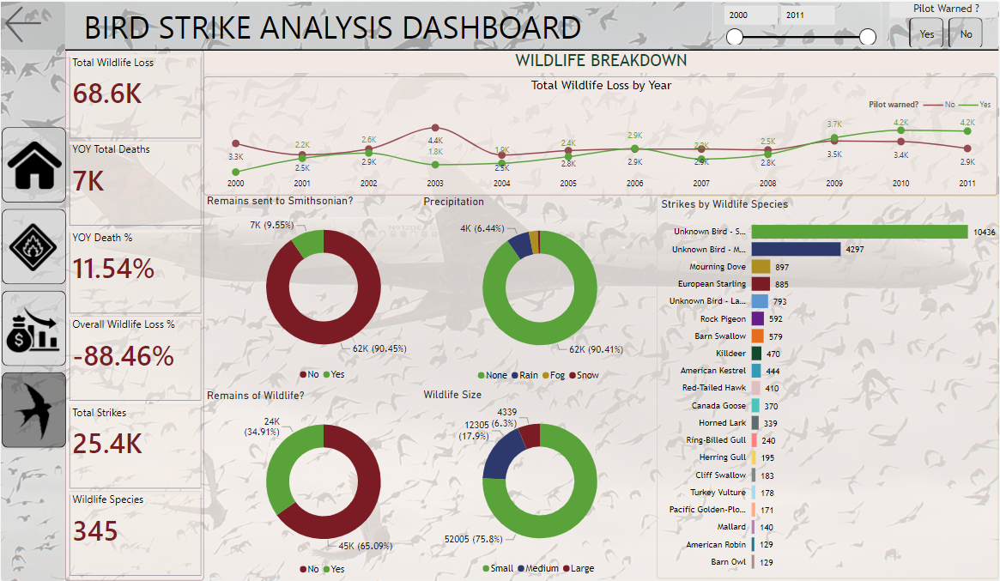 BIRD STRIKE ANALYSIS DASHBOARD
2000 2011
Pilot Warned ?
Yes No
Total Wildlife Loss
68.6K
YOY Total Deaths
7K
YOY Death %
11.54%
Overall Wildlife Loss %
-88.46%
Total Strikes
25.4K
Wildlife Species
345
WILDLIFE BREAKDOWN
Total Wildlife Loss by Year
Pilot warned? No Yes
3.3K 2.2K 2.6K 4.4K 1.9K 2.4K 2.9K 2.5K 3.7K 4.2K 4.2K
2.5K 2.9K 1.8K 2.5K 2.8K 2.9K 2.9K 2.8K 3.5K 3.4K 2.9K
2000 2001 2002 2003 2004 2005 2006 2007 2008 2009 2010 2011
Remains sent to Smithsonian?
7K (9.55%)
62K (90.45%)
No Yes
Precipitation
4K (6.44%)
62K (90.41%)
None Rain Fog Snow
Remains of Wildlife?
24K
(34.91%)
45K (65.09%)
No Yes
Wildlife Size
4339
(6.3%)
12305
(17.9%)
52005 (75.8%)
Small Medium Large
Strikes by Wildlife Species
Unknown Bird - S... 10436
Unknown Bird - M... 4297
Mourning Dove 897
European Starling 885
Unknown Bird - La... 793
Rock Pigeon 592
Barn Swallow 579
Killdeer 470
American Kestrel 444
Red-Tailed Hawk 410
Canada Goose 370
Horned Lark 339
Ring-Billed Gull 240
Herring Gull 195
Cliff Swallow 183
Turkey Vulture 178
Pacific Golden-Plo... 171
Mallard 140
American Robin 129
Barn Owl 129